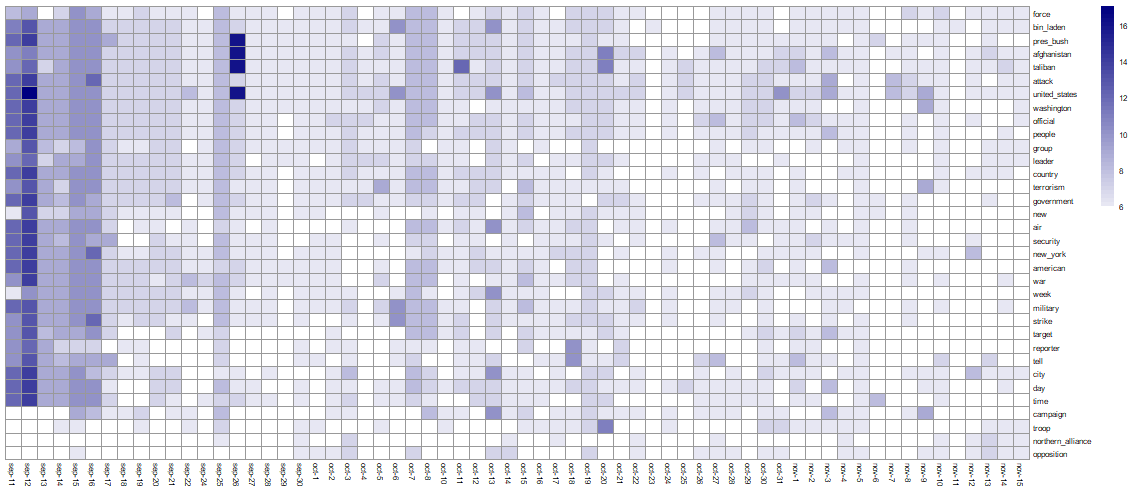 force
bin_laden
pres_bush
afghanistan
taliban
attack
united_states
washington
official
people
group
leader
country
terrorism
government
new
air
security
new_york
american
war
week
military
strike
target
reporter
tell
city
day
time
campaign
troop
northern_alliance
opposition
16
14
12
10
8
6
sep-11
sep-12
sep-13
sep-14
sep-15
sep-16
sep-17
sep-18
sep-19
sep-20
sep-21
sep-22
sep-23
sep-24
sep-25
sep-26
sep-27
sep-28
sep-29
sep-30
oct-1
oct-2
oct-3
oct-4
oct-5
oct-6
oct-7
oct-8
oct-10
oct-11
oct-12
oct-13
oct-14
oct-15
oct-16
oct-17
oct-18
oct-19
oct-20
oct-21
oct-22
oct-23
oct-24
oct-25
oct-26
oct-27
oct-28
oct-29
oct-30
oct-31
nov-1
nov-2
nov-3
nov-4
nov-5
nov-6
nov-7
nov-8
nov-9
nov-10
nov-11
nov-12
nov-13
nov-14
nov-15